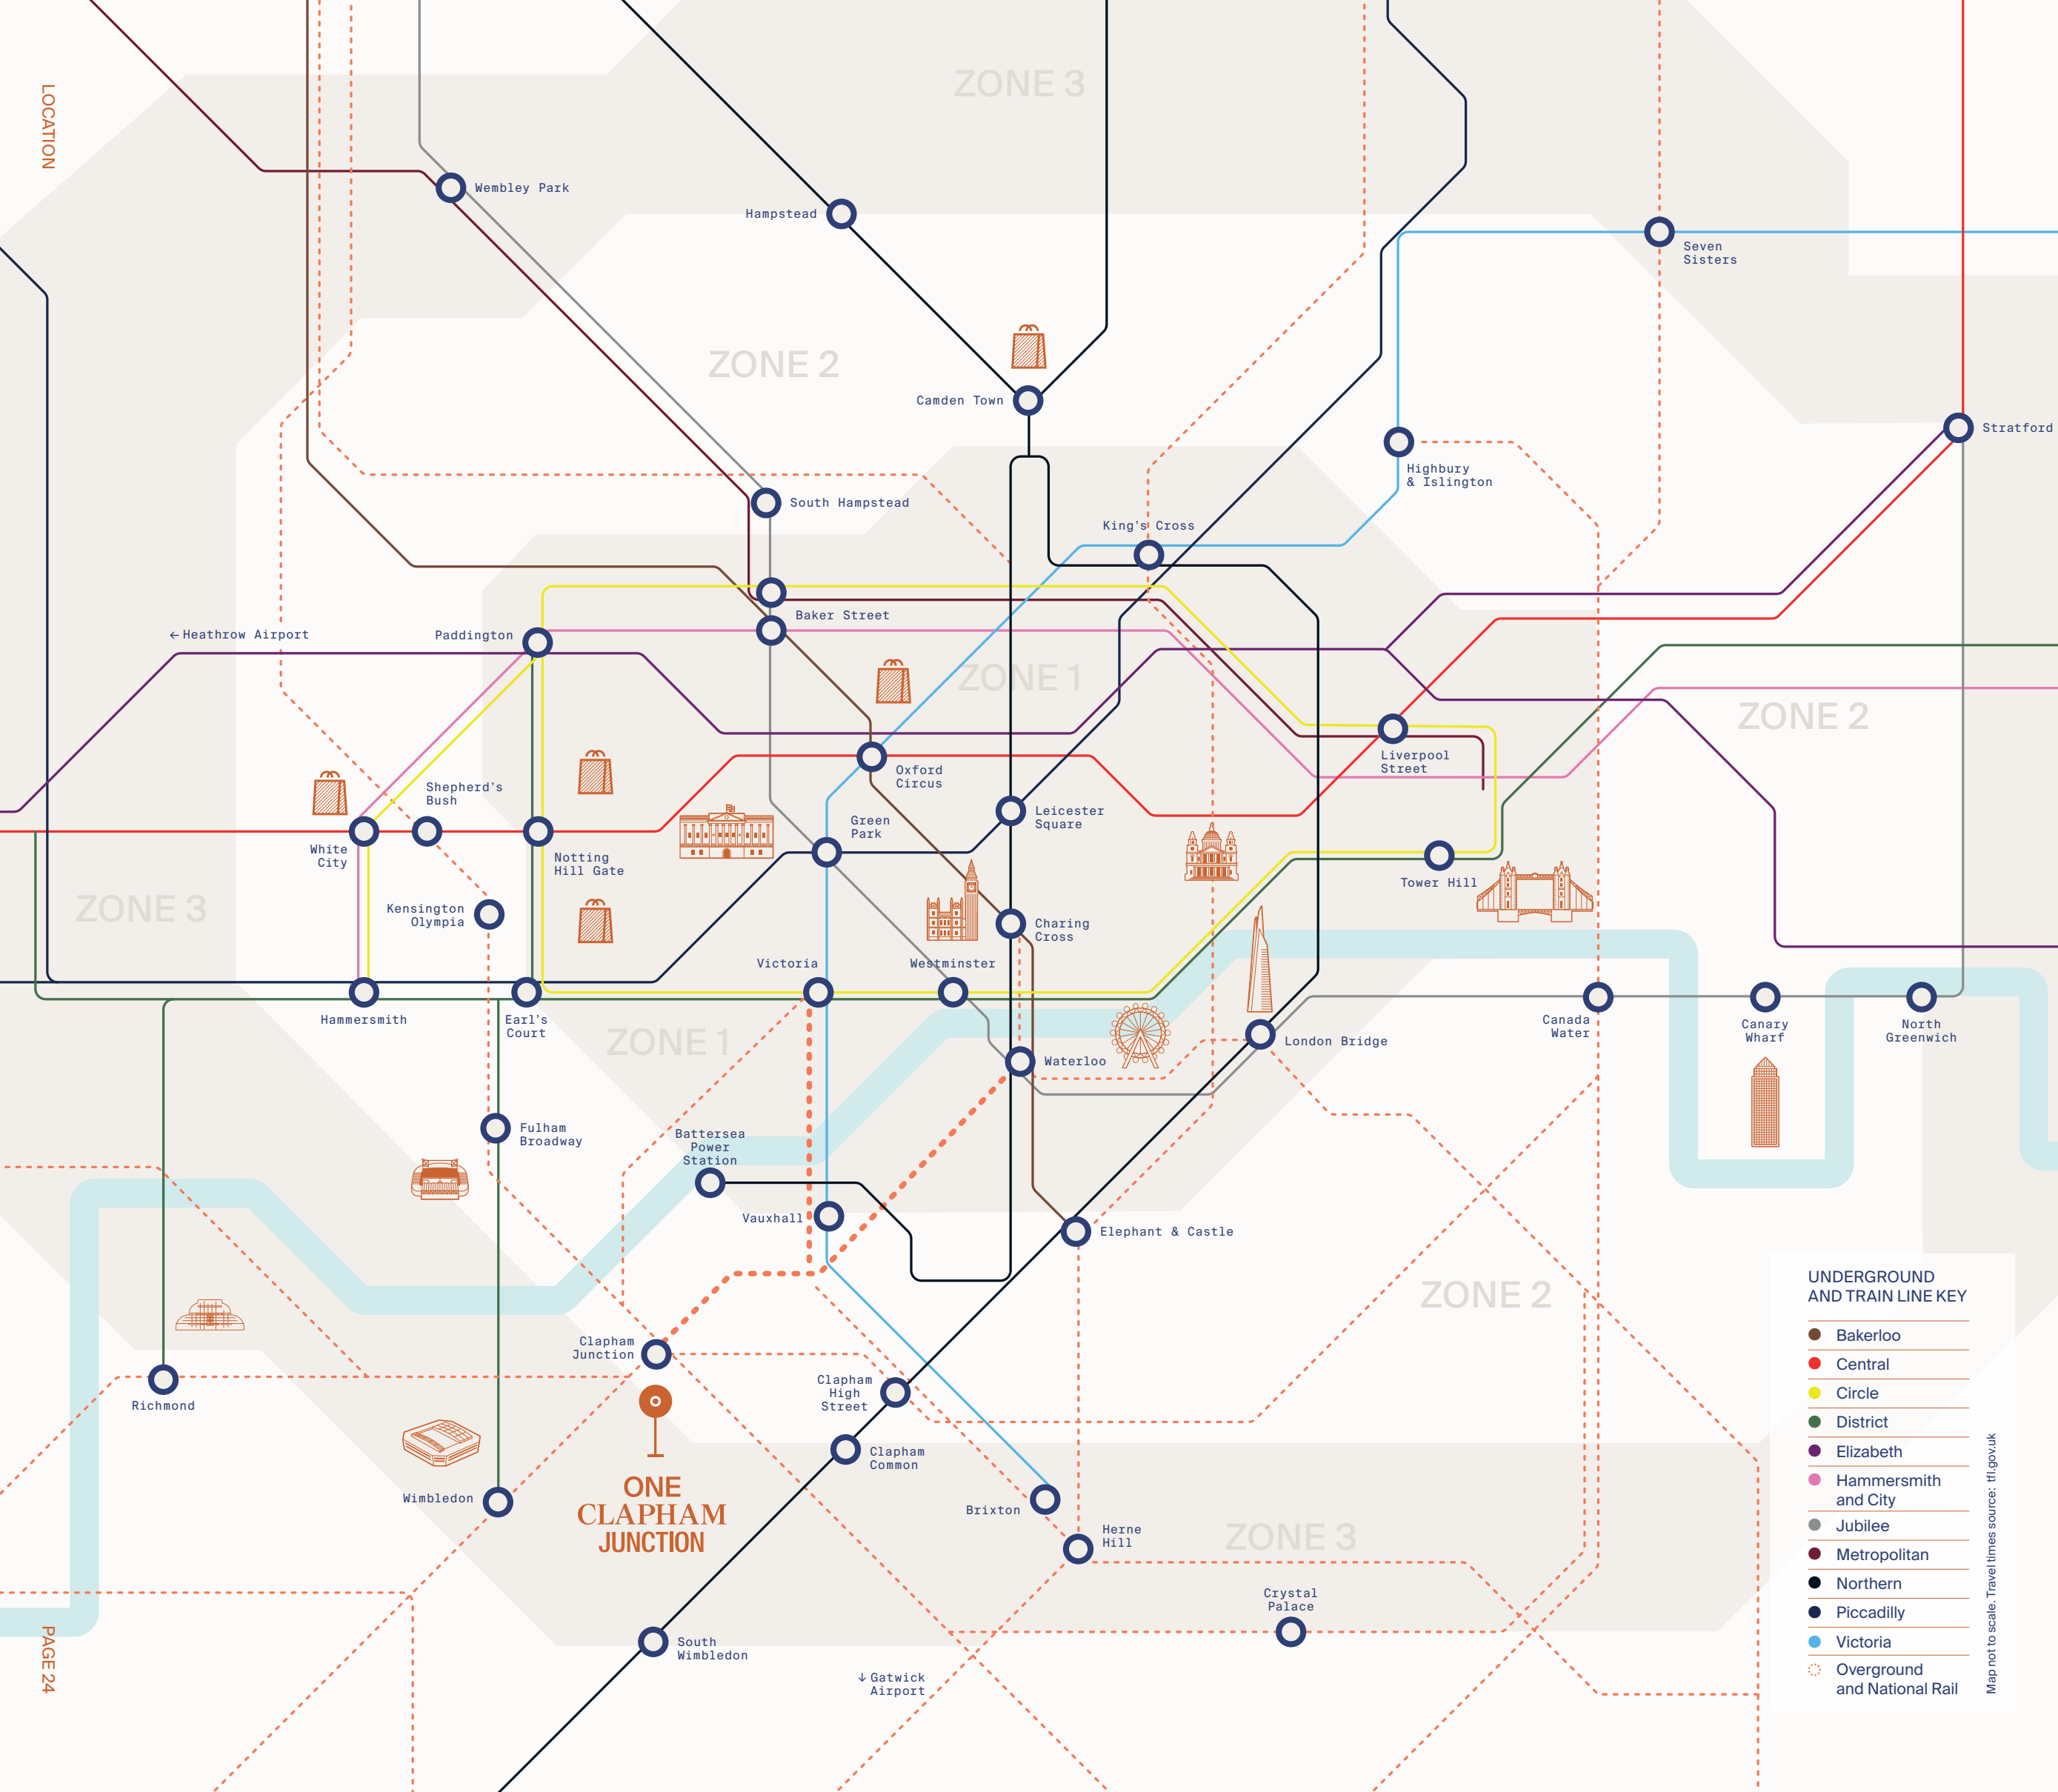 LOCATION
ZONE 3
Wembley Park
Hampstead
Seven
Sisters
ZONE 2
Camden Town
Stratford
Highbury
& Islington
South Hampstead
King's Cross
Baker Street
←Heathrow Airport
Paddington
ZONE 1
ZONE 2
Oxford
Circus
Liverpool
Street
Shepherd's
Bush
Leicester
Square
Green
Park
White
City
Notting
Hill Gate
Tower Hill
ZONE 3
Kensington
Olympia
Charing
Cross
Victoria
Westminster
Hammersmith
Earl's
Court
ZONE 1
Canada
Water
Canary
Wharf
North
Greenwich
London Bridge
Waterloo
Fulham
Broadway
Battersea
Power
Station
Vauxhall
Elephant & Castle
ZONE 2
Clapham
Junction
Clapham
High
Street
Richmond
Clapham
Common
Wimbledon
ONE
CLAPHAM
JUNCTION
Brixton
Herne
Hill
ZONE 3
Crystal
Palace
South
Wimbledon
↓Gatwick
Airport
PAGE 24
UNDERGROUND
AND TRAIN LINE KEY
Bakerloo
Central
Circle
District
Elizabeth
Hammersmith
and City
Jubilee
Metropolitan
Northern
Piccadilly
Victoria
Overground
and National Rail
Map not to scale. Travel times source: tfl.gov.uk